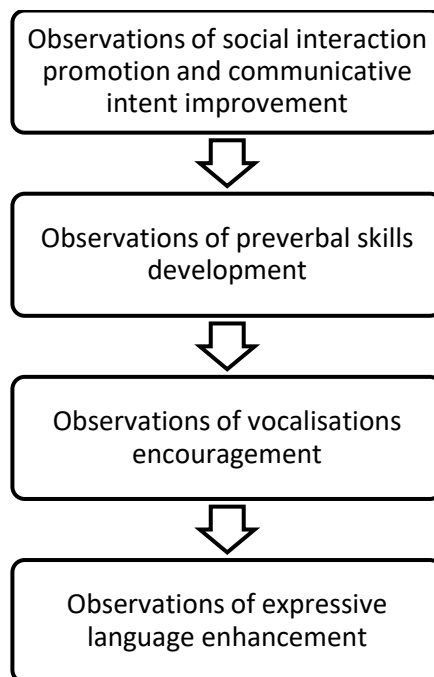 Observations of social interaction
promotion and communicative
intent improvement
Observations of preverbal skills
development
Observations of vocalisations
encouragement
Observations of expressive
language enhancement